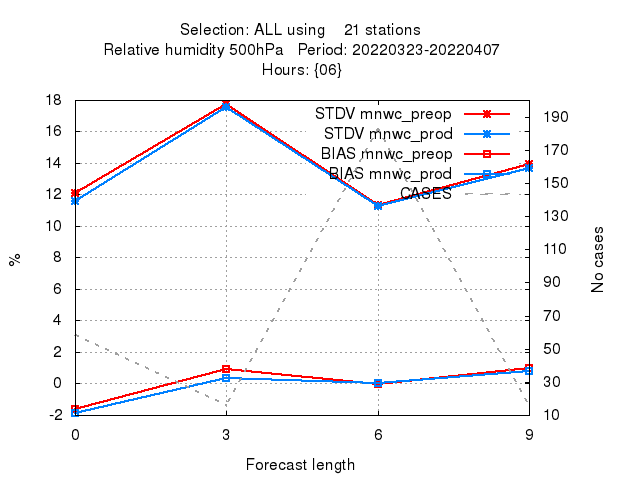 Selection: ALL using 21 stations
Relative humidity 500hPa Period: 20220323-20220407
Hours: {06}
STDV mnwc_preop
STDV mnwc_prod
BIAS mnwc_preop
BIAS mnwc_prod
CASES
18
16
14
12
10
8
6
4
2
0
-2
%
190
170
150
130
110
90
70
50
30
10
No cases
0 3 6 9
Forecast length